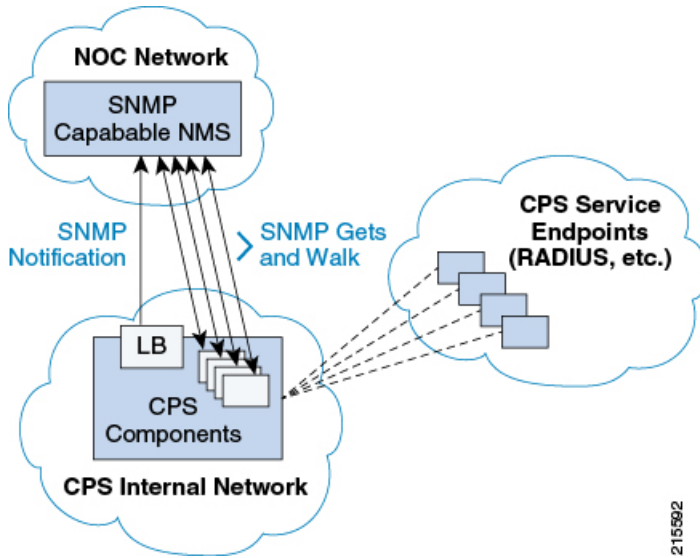 NOC Network
SNMP
Capabable NMS
SNMP
Notification
SNMP Gets
and Walk
CPS Service
Endpoints
(RADIUS, etc.)
LB
CPS
Components
CPS Internal Network
215592